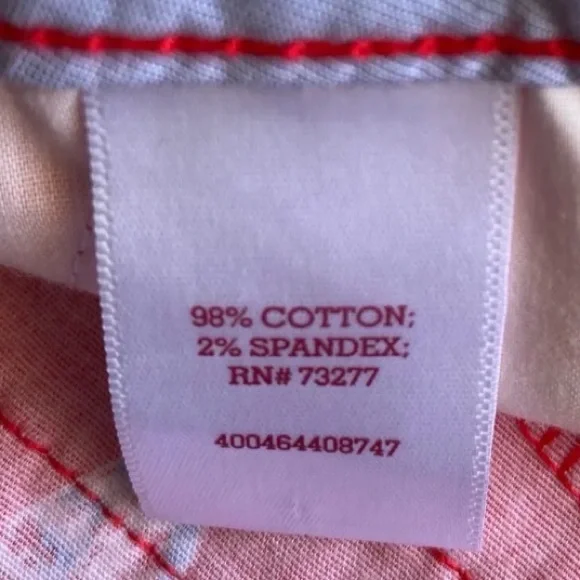 98% COTTON;
2% SPANDEX;
RN# 73277
400464408747